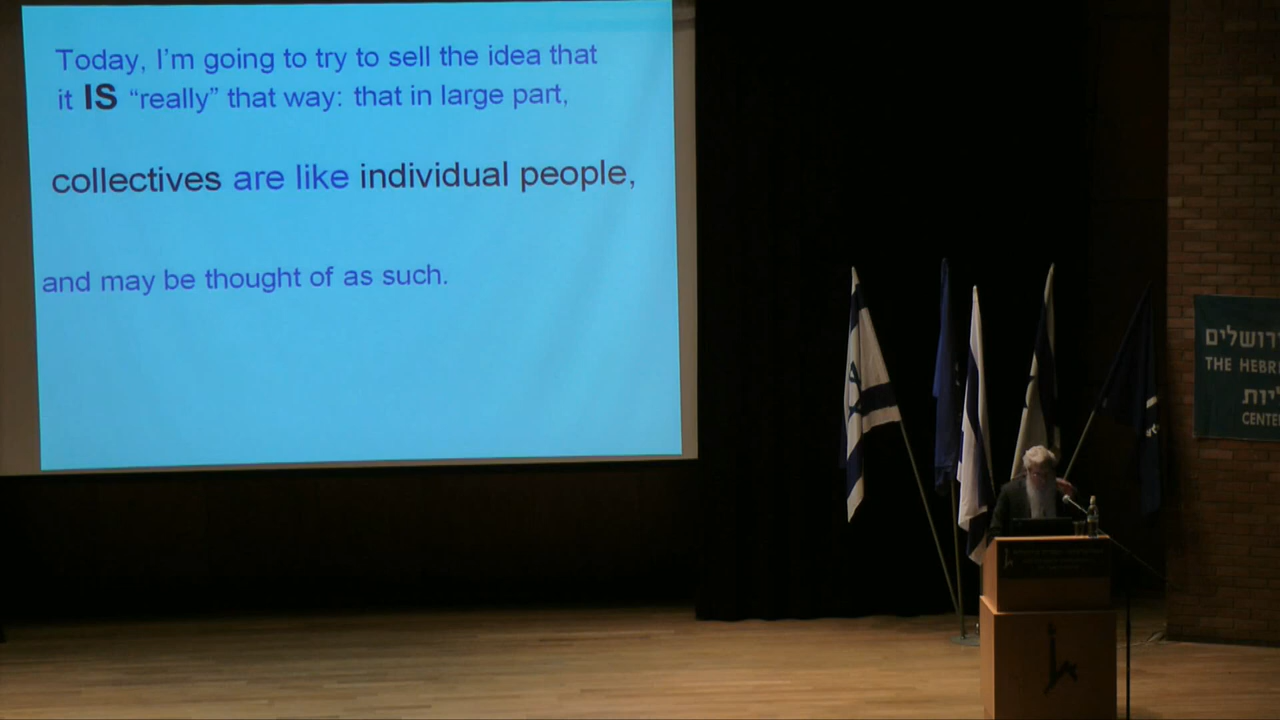 Today, I'm going to try to sell the idea that
it IS “really” that way: that in large part,
collectives are like individual people,
and may be thought of as such.
ירושלים
THE HEBR
יות
CENTE